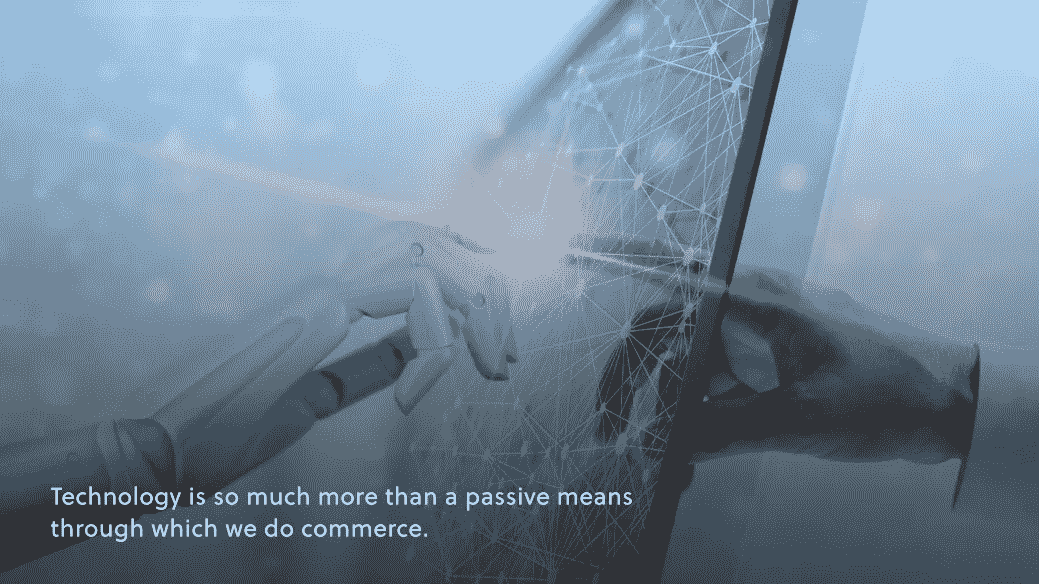 Technology is so much more than a passive means
through which we do commerce.